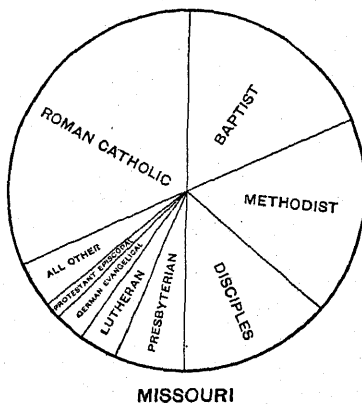 BAPTIST
METHODIST
DISCIPLES
PRESBYTERIAN
LUTHERAN
GERMAN EVANGELICAL
PROTESTANT EPISCOPAL
ALL OTHER
ROMAN CATHOLIC
MISSOURI